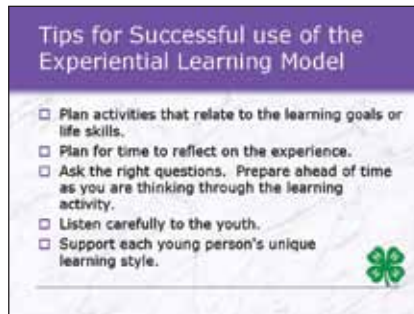 Tips for Successful use of the
Experiential Learning Model
Plan activities that relate to the learning goals or
life skills.
Plan for time to reflect on the experience.
Ask the right questions. Prepare ahead of time
as you are thinking through the learning
activity.
Listen carefully to the youth.
Support each young person's unique
learning style.